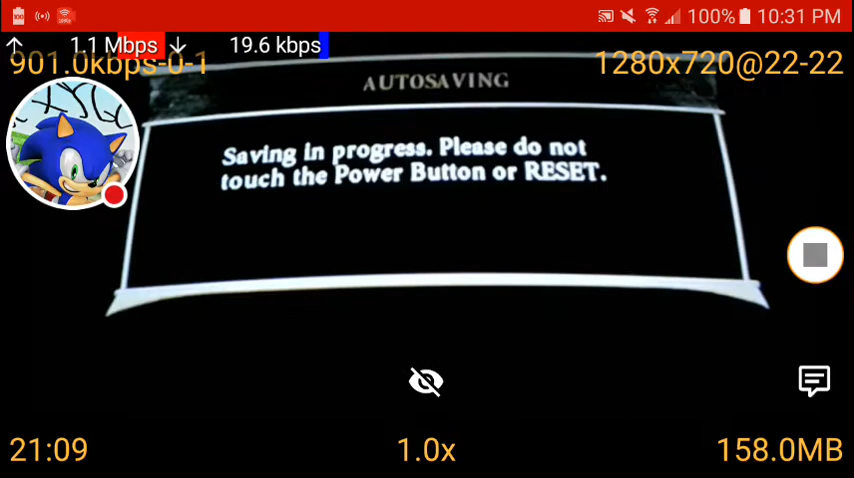 100% 10:31 PM
1.1 Mbps 19.6 kbps
901.0kbps-0-1
1280x720@22-22
AUTOSAVING
Saving in progress. Please do not
touch the Power Button or RESET.
21:09
1.0x
158.0MB